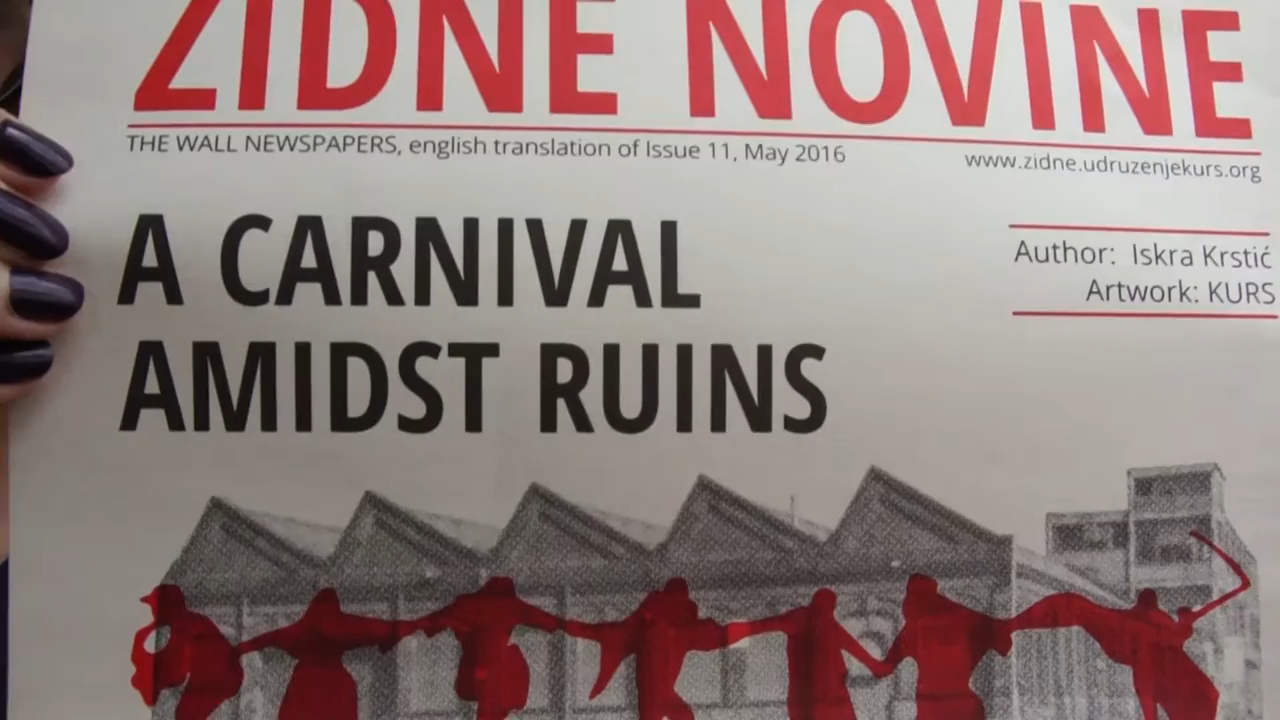 ZIDNE NOVINE
THE WALL NEWSPAPERS, english translation of Issue 11, May 2016
www.zidne.udruzenjekurs.org
A CARNIVAL
AMIDST RUINS
Author: Iskra Krstić
Artwork: KURS